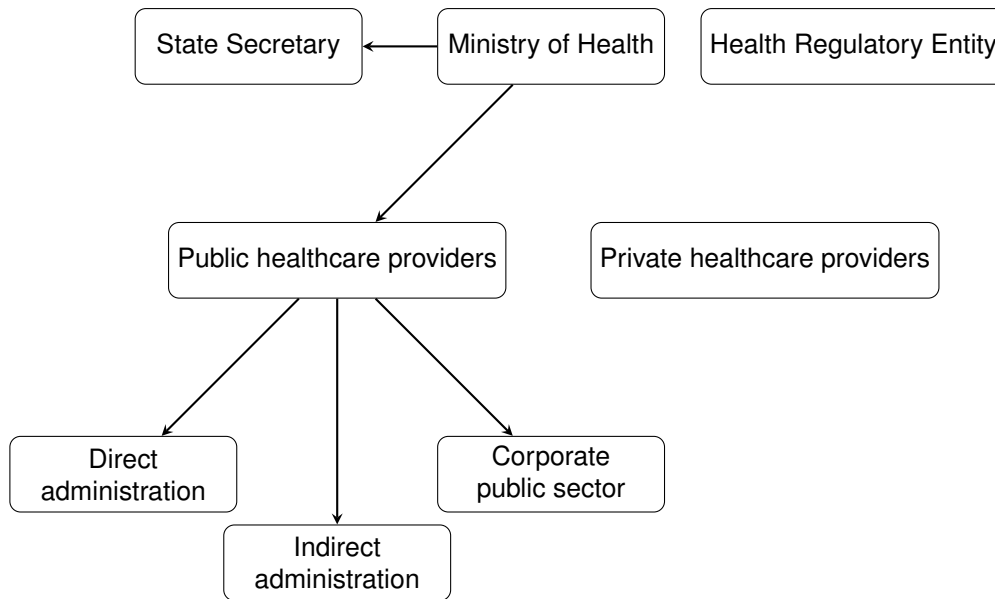 State Secretary
Ministry of Health
Health Regulatory Entity
Public healthcare providers
Private healthcare providers
Direct
administration
Corporate
public sector
Indirect
administration